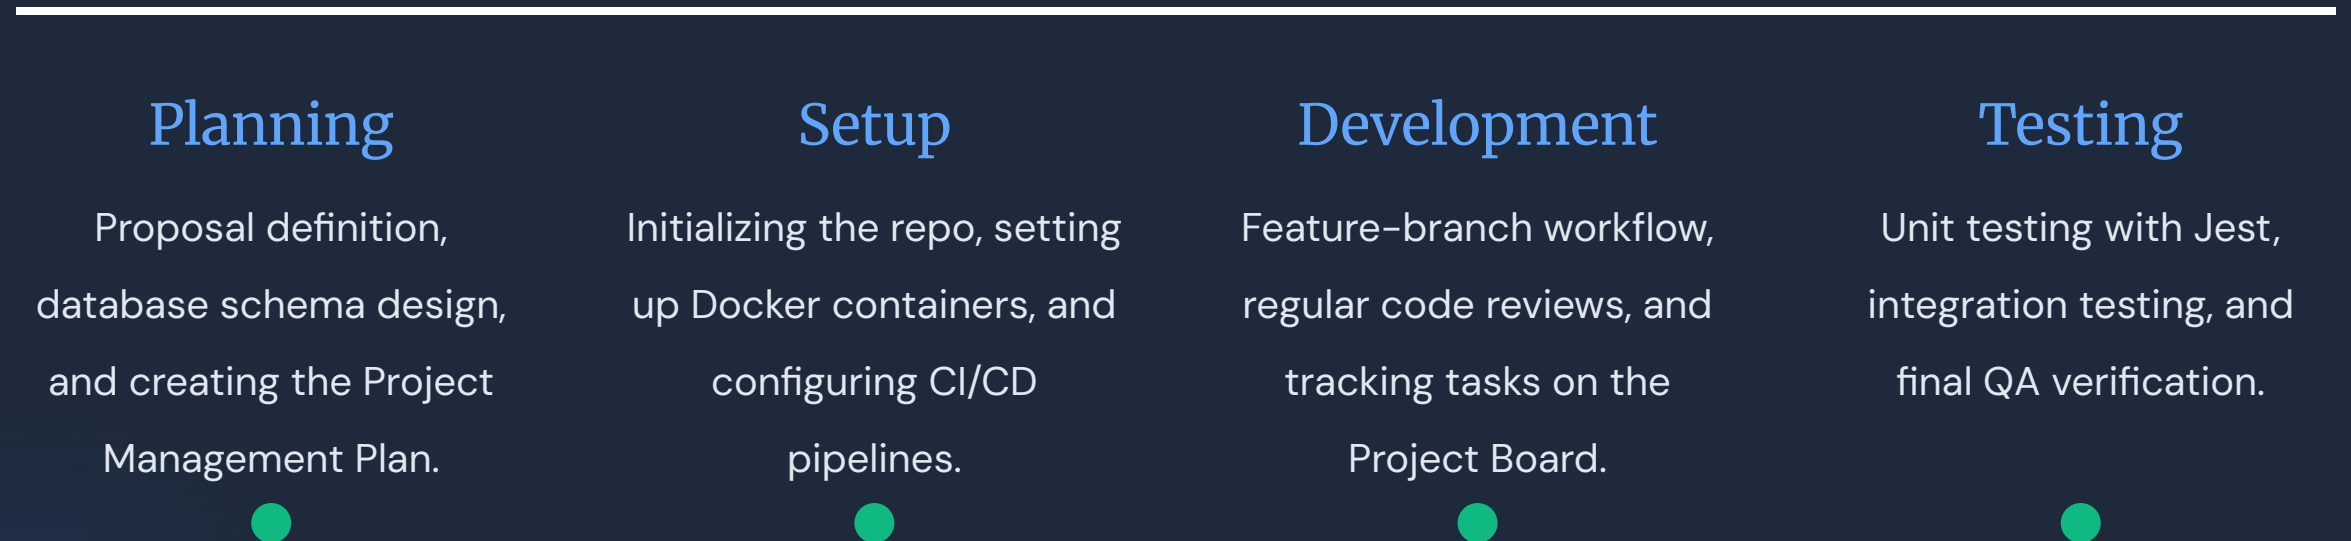 Planning
Proposal definition,
database schema design,
and creating the Project
Management Plan.
Setup
Initializing the repo, setting
up Docker containers, and
configuring CI/CD
pipelines.
Development
Feature-branch workflow,
regular code reviews, and
tracking tasks on the
Project Board.
Testing
Unit testing with Jest,
integration testing, and
final QA verification.